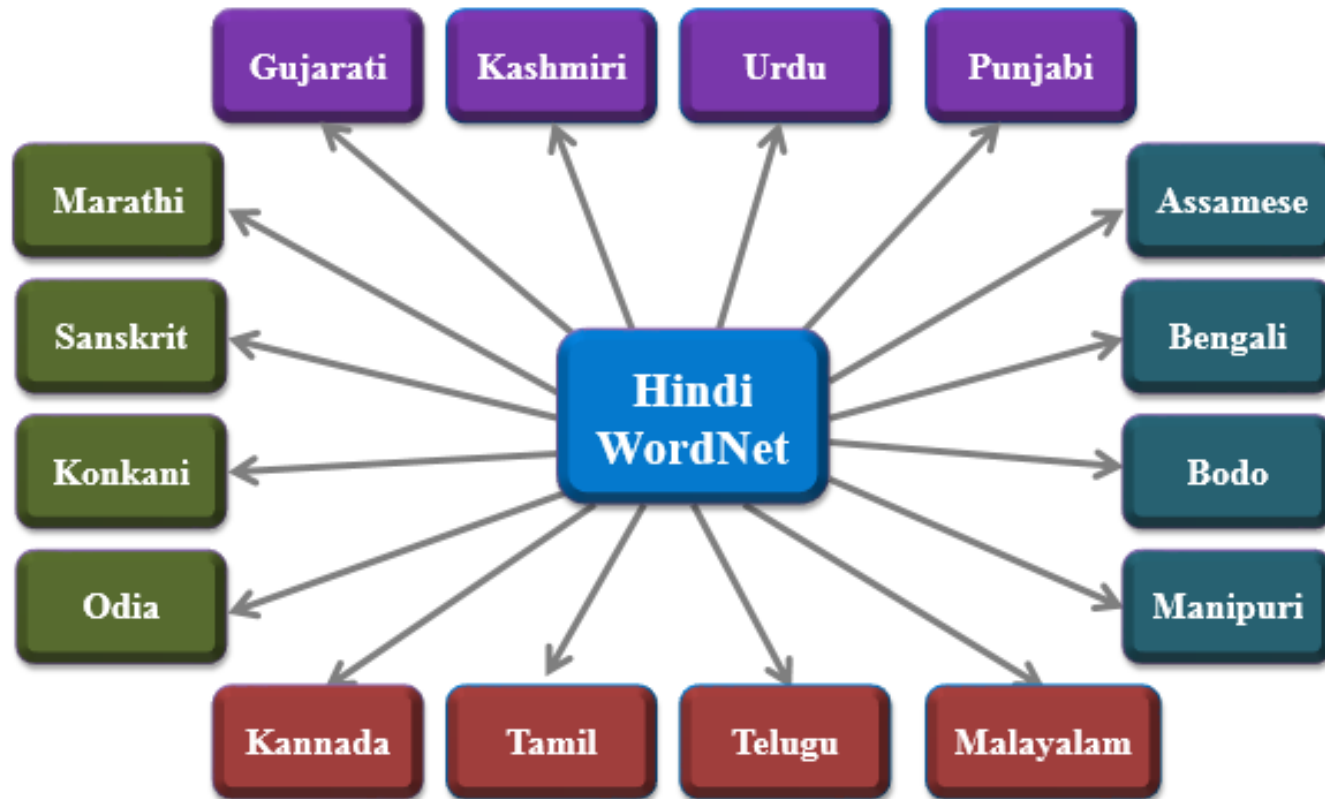 Gujarati
Kashmiri
Urdu
Punjabi
Marathi
Assamese
Sanskrit
Bengali
Hindi
WordNet
Konkani
Bodo
Odia
Manipuri
Kannada
Tamil
Telugu
Malayalam